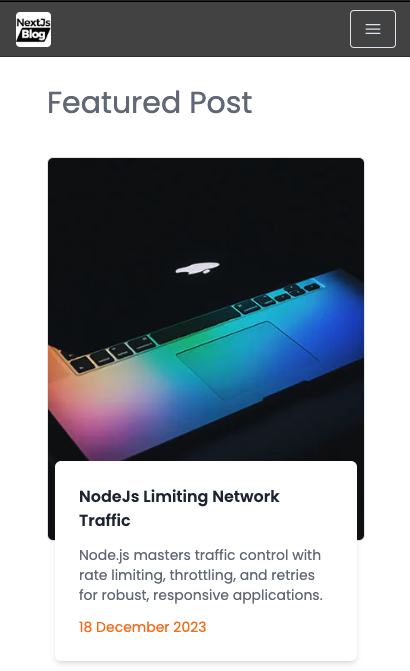 NextJs
Blog
Featured Post
NodeJs Limiting Network
Traffic
Node.js masters traffic control with
rate limiting, throttling, and retries
for robust, responsive applications.
18 December 2023